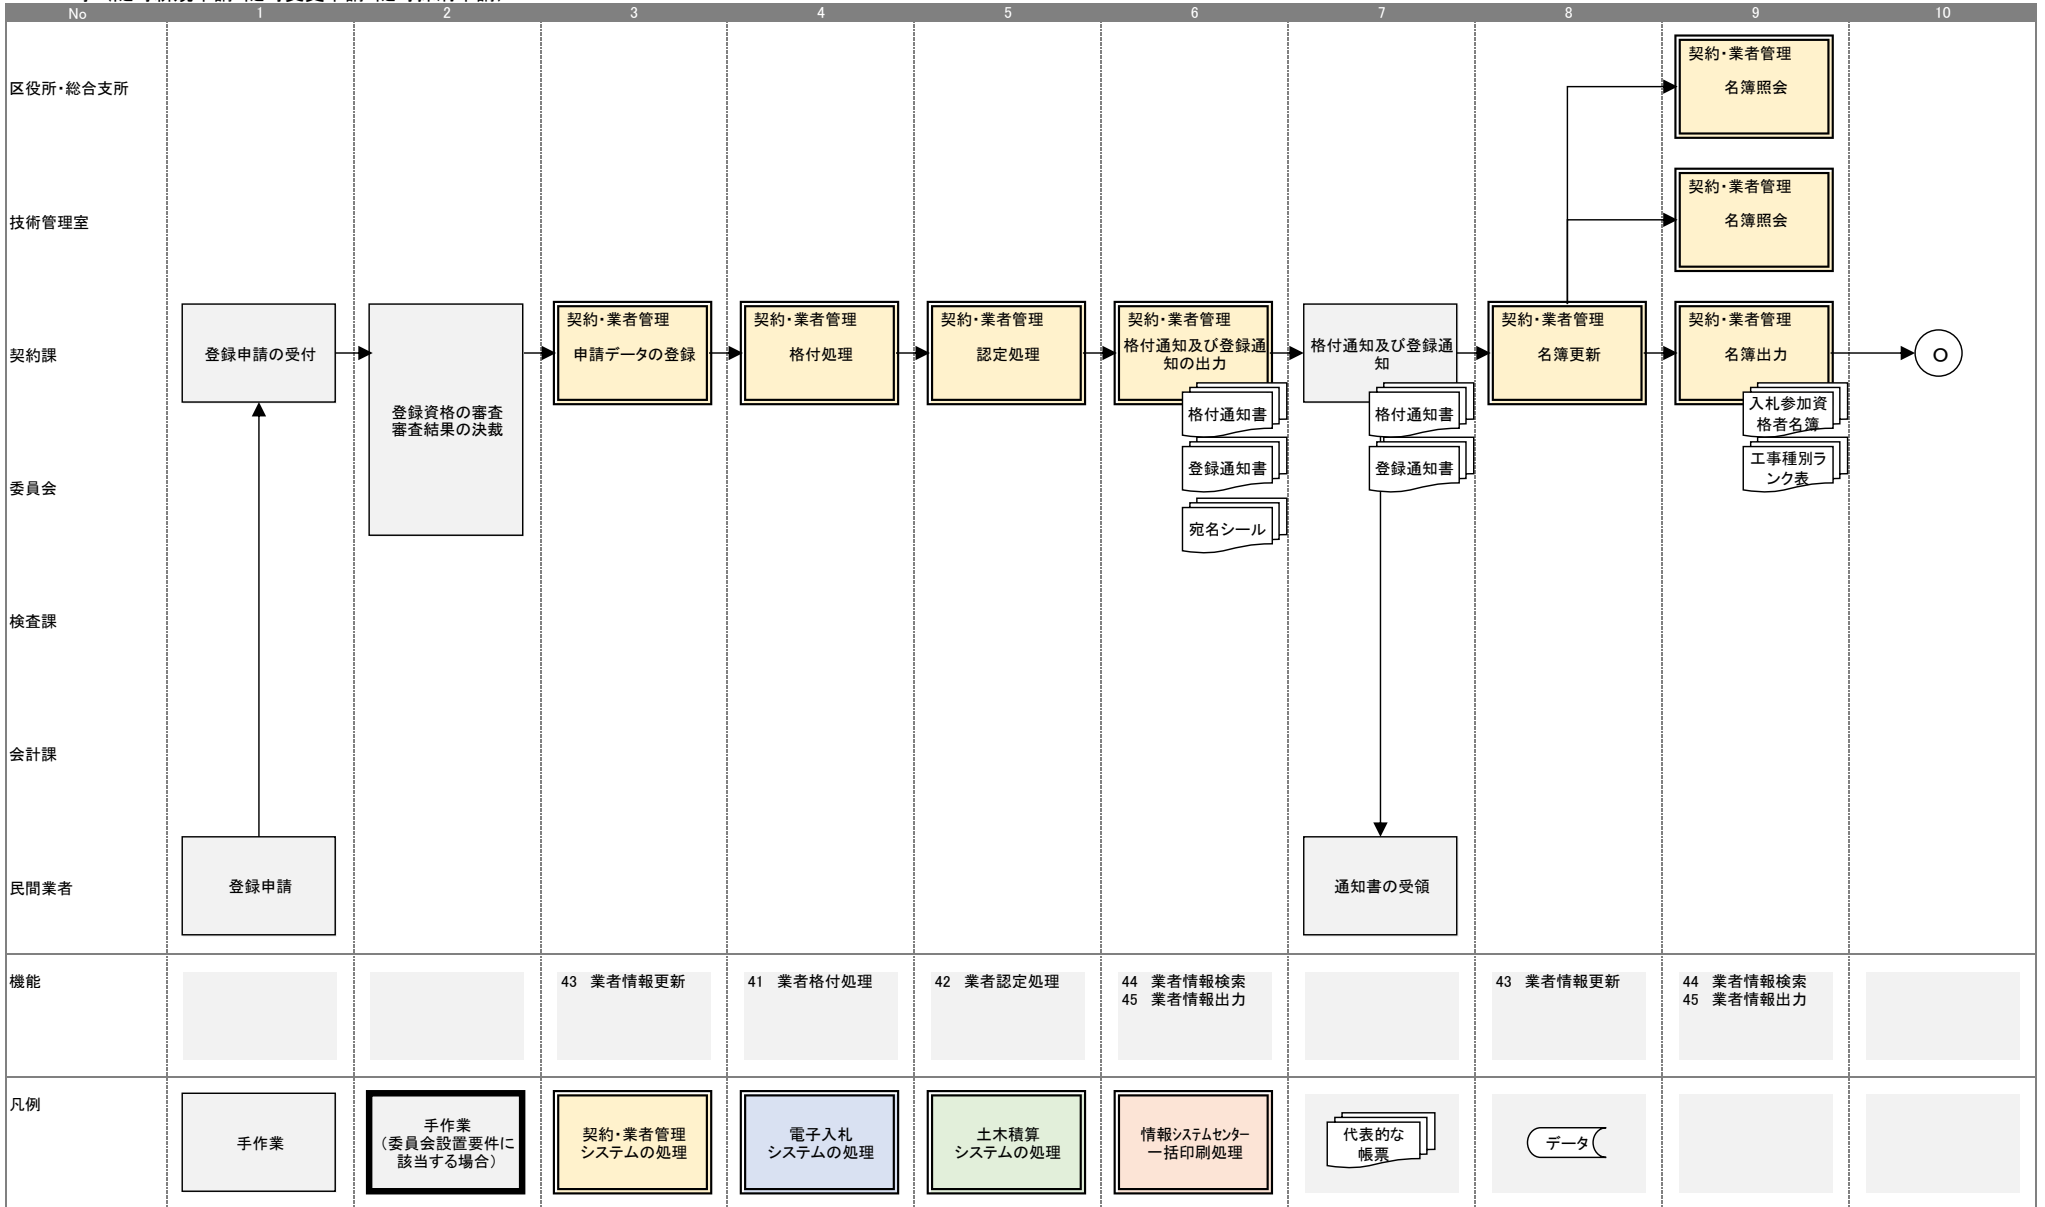 No 1 2 3 4 5 6 7 8 9 10
区役所・総合支所
契約・業者管理
名簿照会
技術管理室
契約・業者管理
名簿照会
契約課
登録申請の受付
登録資格の審査
審査結果の決裁
契約・業者管理
申請データの登録
契約・業者管理
格付処理
契約・業者管理
認定処理
契約・業者管理
格付通知及び登録通
知の出力
格付通知書
登録通知書
宛名シール
格付通知及び登録通
知
格付通知書
登録通知書
契約・業者管理
名簿更新
契約・業者管理
名簿出力
入札参加資
格者名簿
工事種別ラ
ンク表
O
委員会
検査課
会計課
民間業者
登録申請
通知書の受領
機能
43 業者情報更新
41 業者格付処理
42 業者認定処理
44 業者情報検索
45 業者情報出力
43 業者情報更新
44 業者情報検索
45 業者情報出力
凡例
手作業
手作業
（委員会設置要件に
該当する場合）
契約・業者管理
システムの処理
電子入札
システムの処理
土木積算
システムの処理
情報システムセンター
一括印刷処理
代表的な
帳票
データ